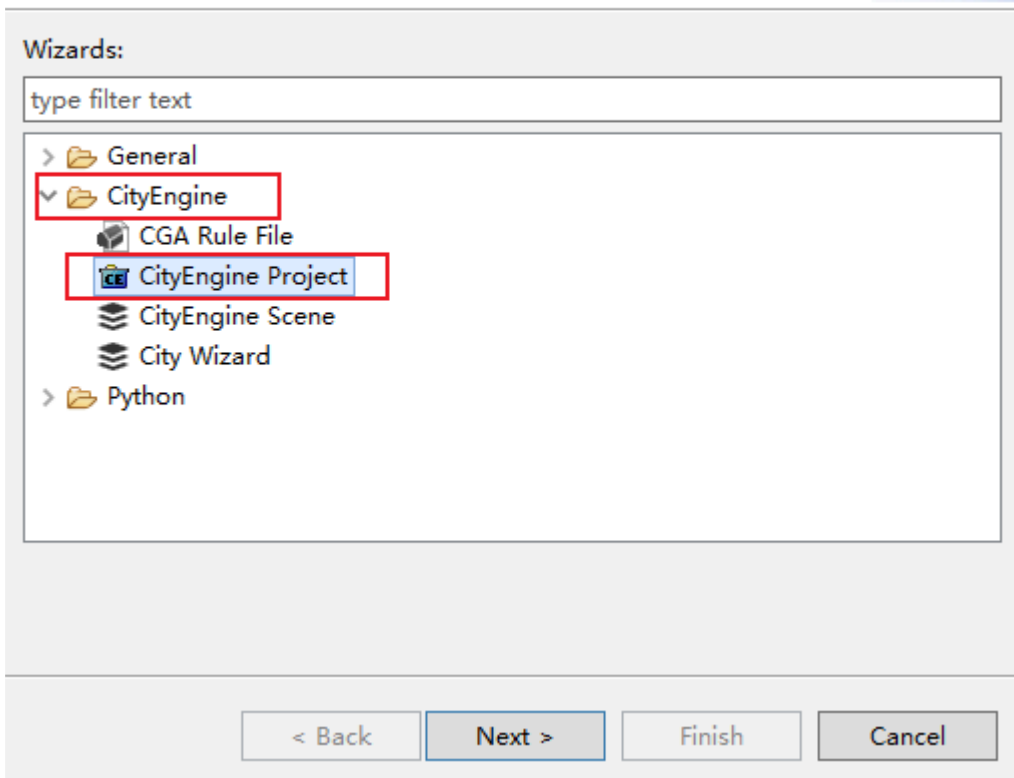 Wizards:
type filter text
General
CityEngine
CGA Rule File
CE CityEngine Project
CityEngine Scene
City Wizard
Python
< Back Next > Finish Cancel